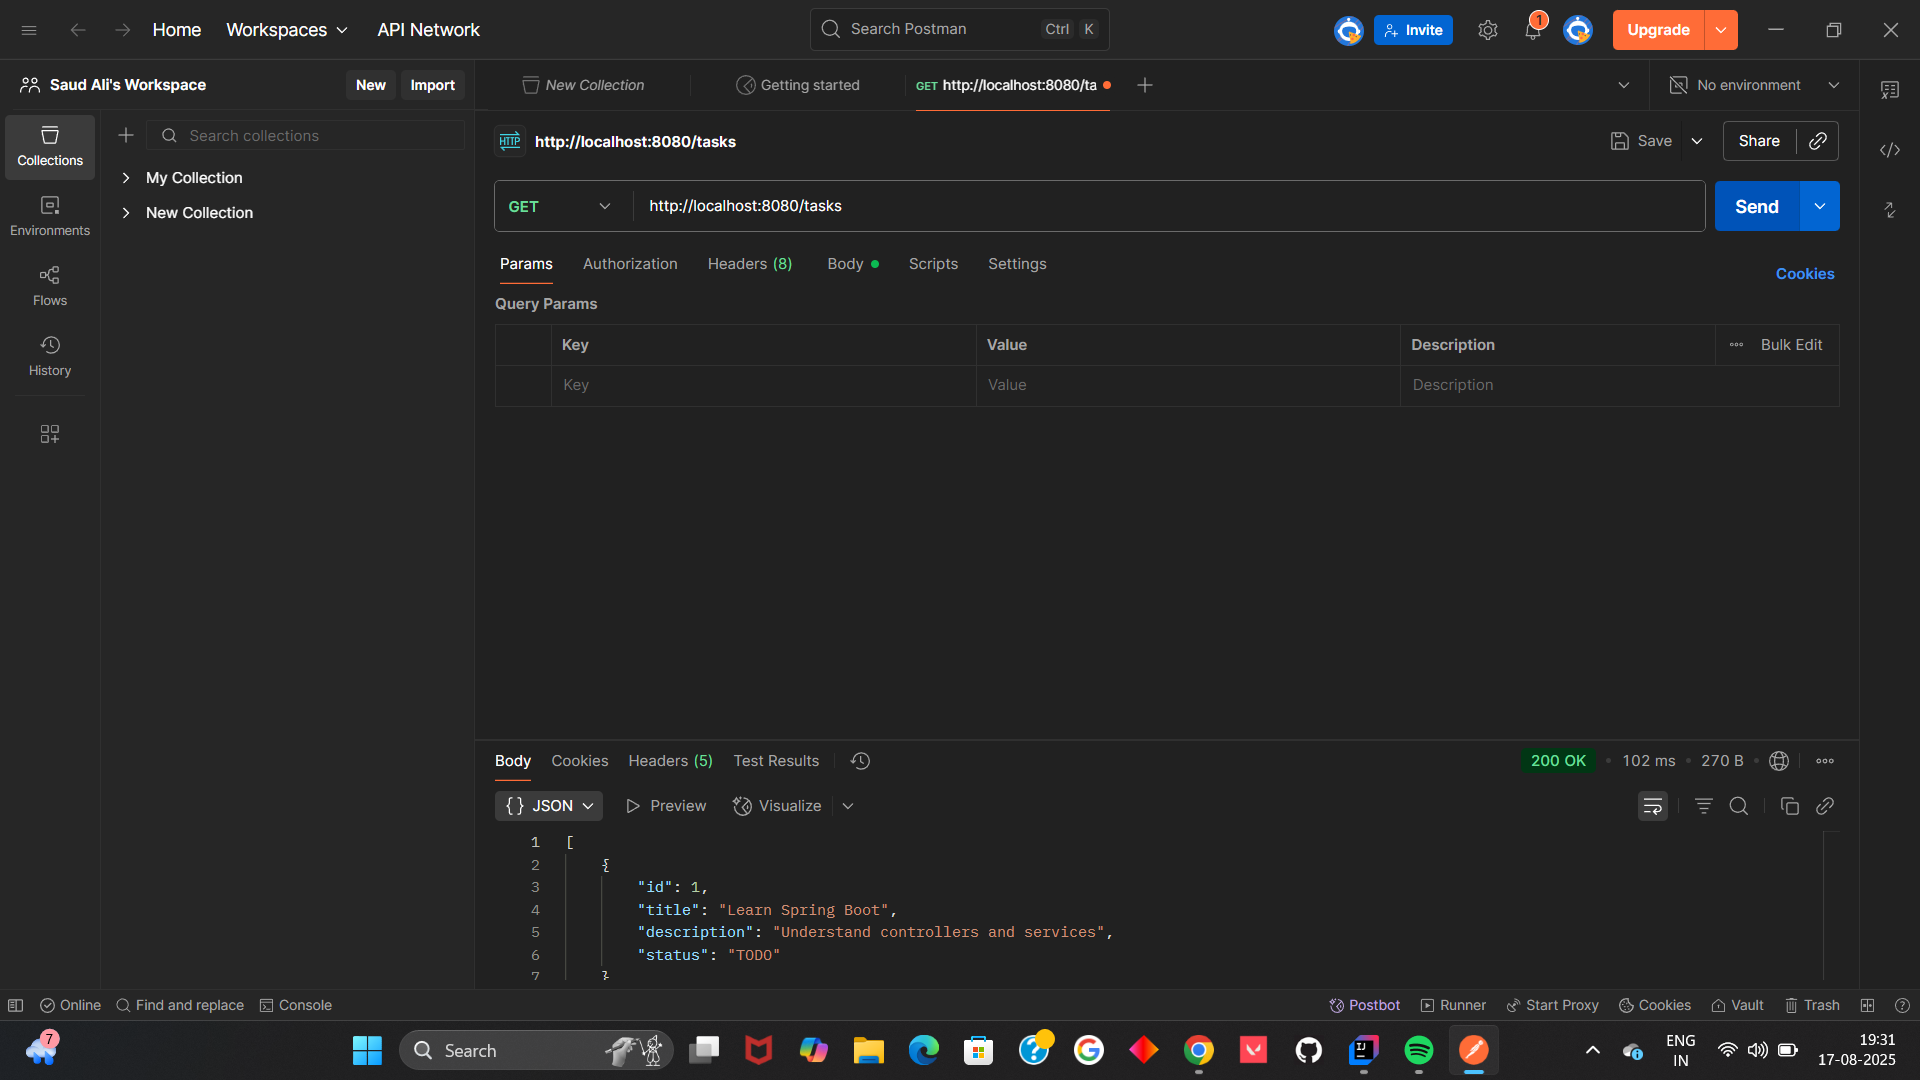 Home Workspaces API Network Search Postman Ctrl K Invite 1 Upgrade
Saud Ali's Workspace New Import New Collection Getting started GET http://localhost:8080/ta No environment
Collections
Search collections
My Collection
New Collection
Environments
Flows
History
HTTP http://localhost:8080/tasks Save Share
GET http://localhost:8080/tasks Send
Params Authorization Headers (8) Body Scripts Settings Cookies
Query Params
Key Value Description Bulk Edit
Key Value Description
Body Cookies Headers (5) Test Results 200 OK 102 ms 270 B
{} JSON Preview Visualize
1 [
2 {
3 "id": 1,
4 "title": "Learn Spring Boot",
5 "description": "Understand controllers and services",
6 "status": "TODO"
7 }
Online Find and replace Console Postbot Runner Start Proxy Cookies Vault Trash
7 Search ENG IN 19:31
17-08-2025